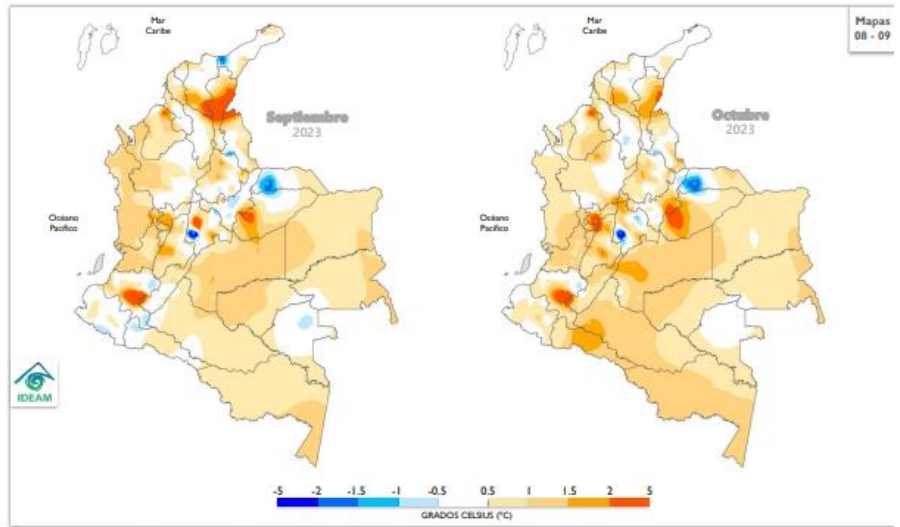 Mar
Caribe
Mar
Caribe
Mapas
08 - 09
Septiembre
2023
Octubre
2023
Océano
Pacífico
Océano
Pacífico
IDEAM
-5 -2 -1.5 -1 -0.5 0.5 1 1.5 2 5
GRADOS CELSIUS (°C)